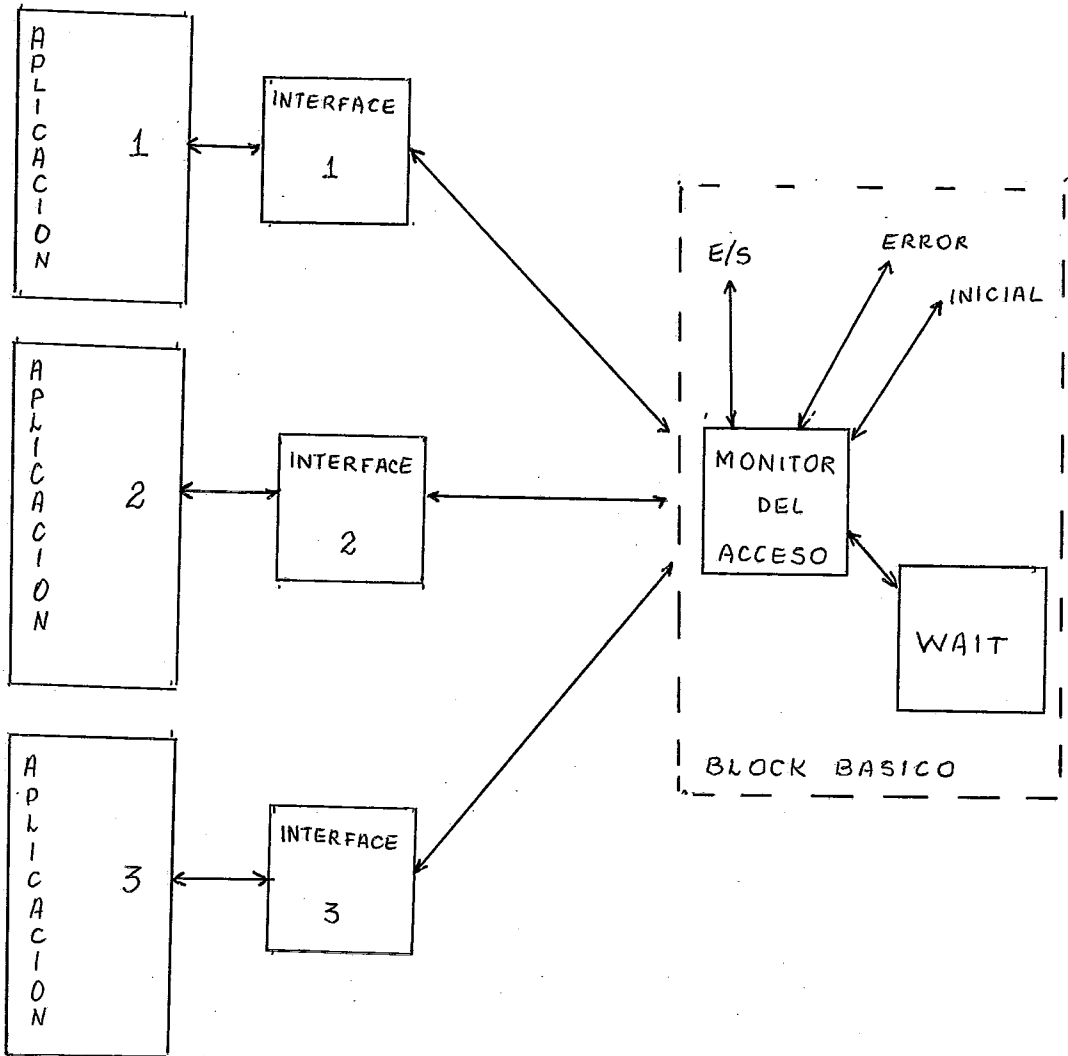 APLICACION
1
INTERFACE
1
APLICACION
2
INTERFACE
2
APLICACION
3
INTERFACE
3
E/S
ERROR
INICIAL
MONITOR
DEL
ACCESO
WAIT
BLOCK BASICO